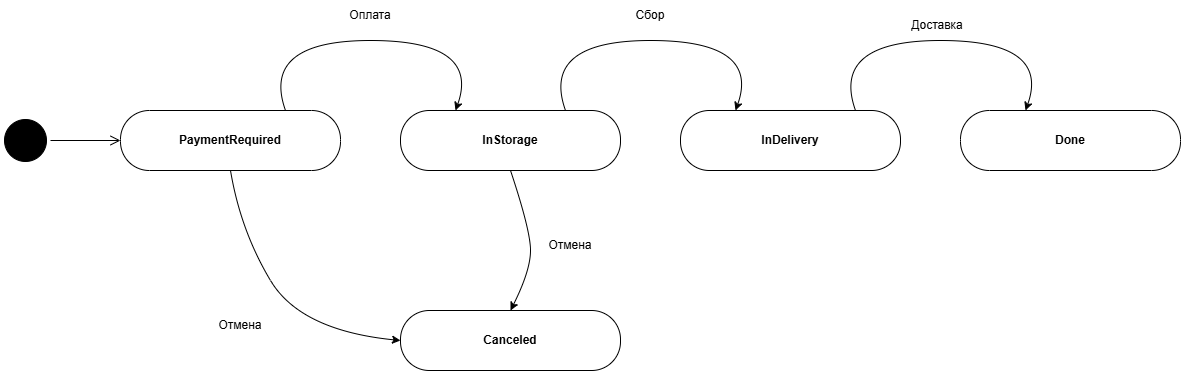 Оплата
Сбор
Доставка
PaymentRequired
InStorage
InDelivery
Done
Отмена
Отмена
Canceled